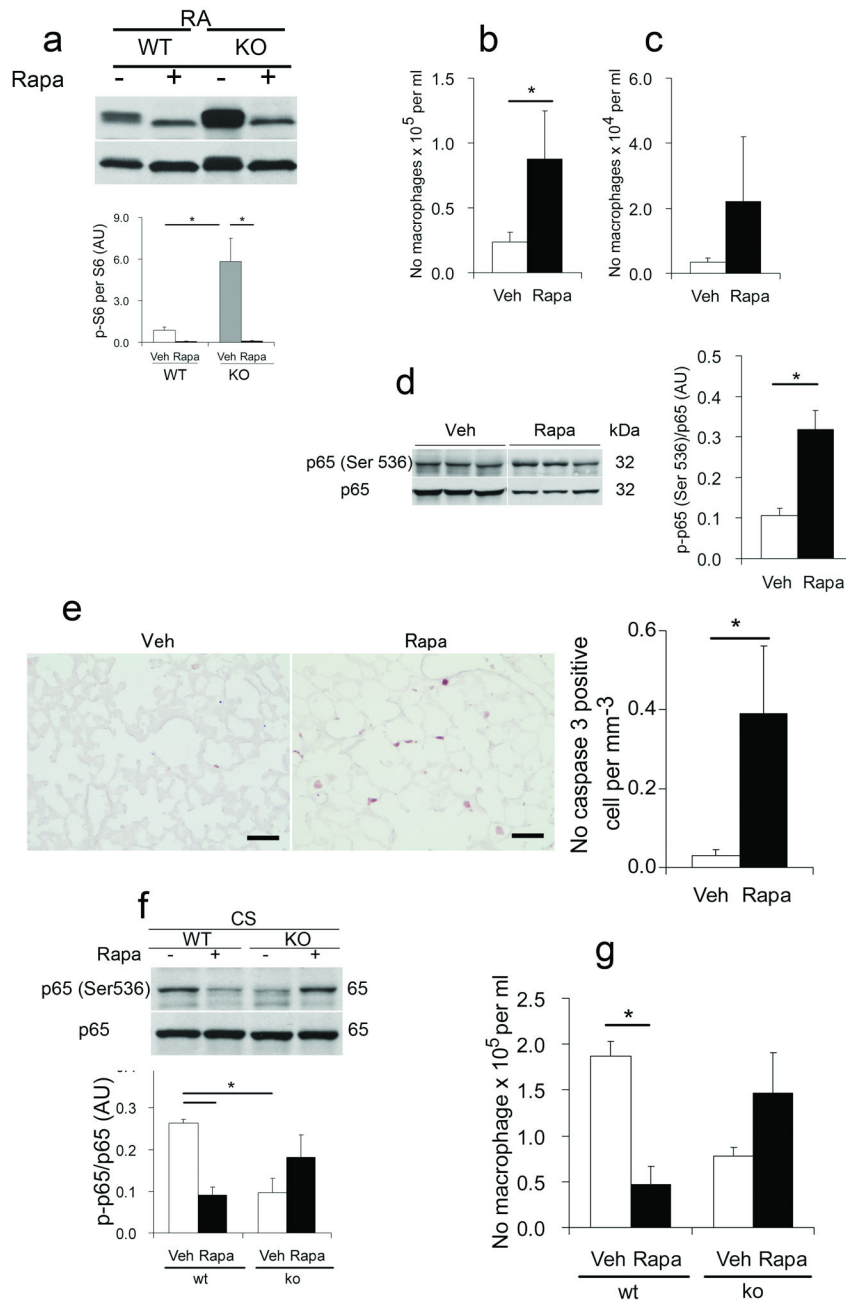 a
RA
WT KO
Rapa - + - +
p-S6 per S6 (AU)
9.0
6.0
3.0
0.0
*
*
Veh Rapa Veh Rapa
WT KO
b
No macrophages x 10^5 per ml
1.5
1.0
0.5
0.0
*
Veh Rapa
c
No macrophages x 10^4 per ml
6.0
4.0
2.0
0.0
Veh Rapa
d
Veh Rapa kDa
p65 (Ser 536) 32
p65 32
p-p65 (Ser 536)/p65 (AU)
0.5
0.4
0.3
0.2
0.1
0.0
*
Veh Rapa
e
Veh Rapa
No caspase 3 positive
cell per mm-3
0.6
0.4
0.2
0.0
*
Veh Rapa
f
CS
WT KO
Rapa - + - +
p65 (Ser536) 65
p65 65
p-p65/p65 (AU)
0.3
0.2
0.1
0.0
*
Veh Rapa Veh Rapa
wt ko
g
No macrophage x 10^5 per ml
2.5
2.0
1.5
1.0
0.5
0.0
*
Veh Rapa Veh Rapa
wt ko